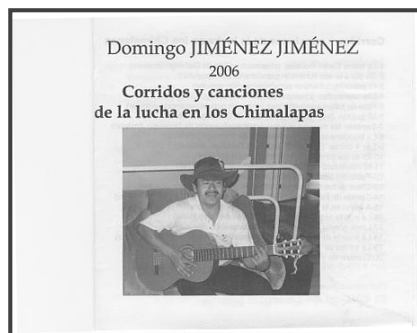 Domingo JIMÉNEZ JIMÉNEZ
2006
Corridos y canciones
de la lucha en los Chimalapas